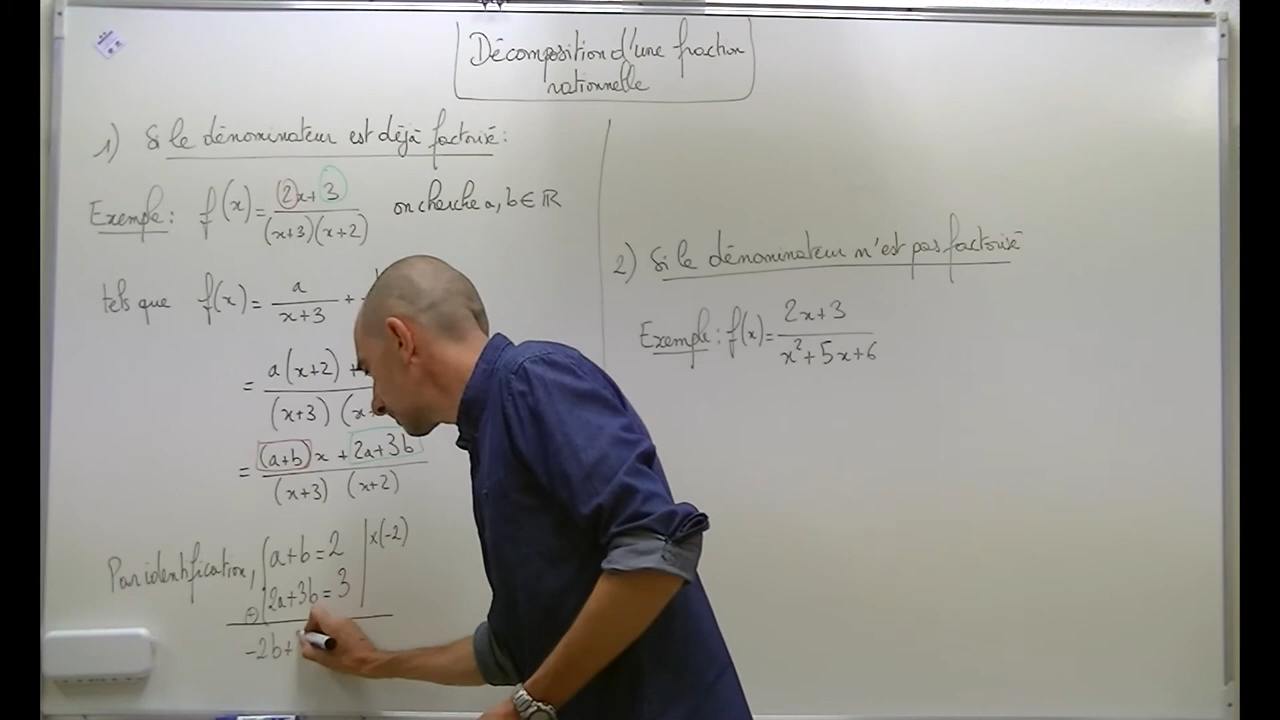 Décomposition d'une fraction
rationnelle
1) Si le dénominateur est déjà factorisé :
Exemple : f(x) = (2x+3)/((x+3)(x+2)) on cherche a, b ∈ ℝ
tels que f(x) = a/(x+3) +
= (a(x+2) +)/((x+3)(x+
= ((a+b)x + 2a+3b)/((x+3)(x+2))
Par identification, { a+b = 2 | x(-2)
2a+3b = 3
-2b+
2) Si le dénominateur n'est pas factorisé
Exemple : f(x) = (2x+3)/(x²+5x+6)